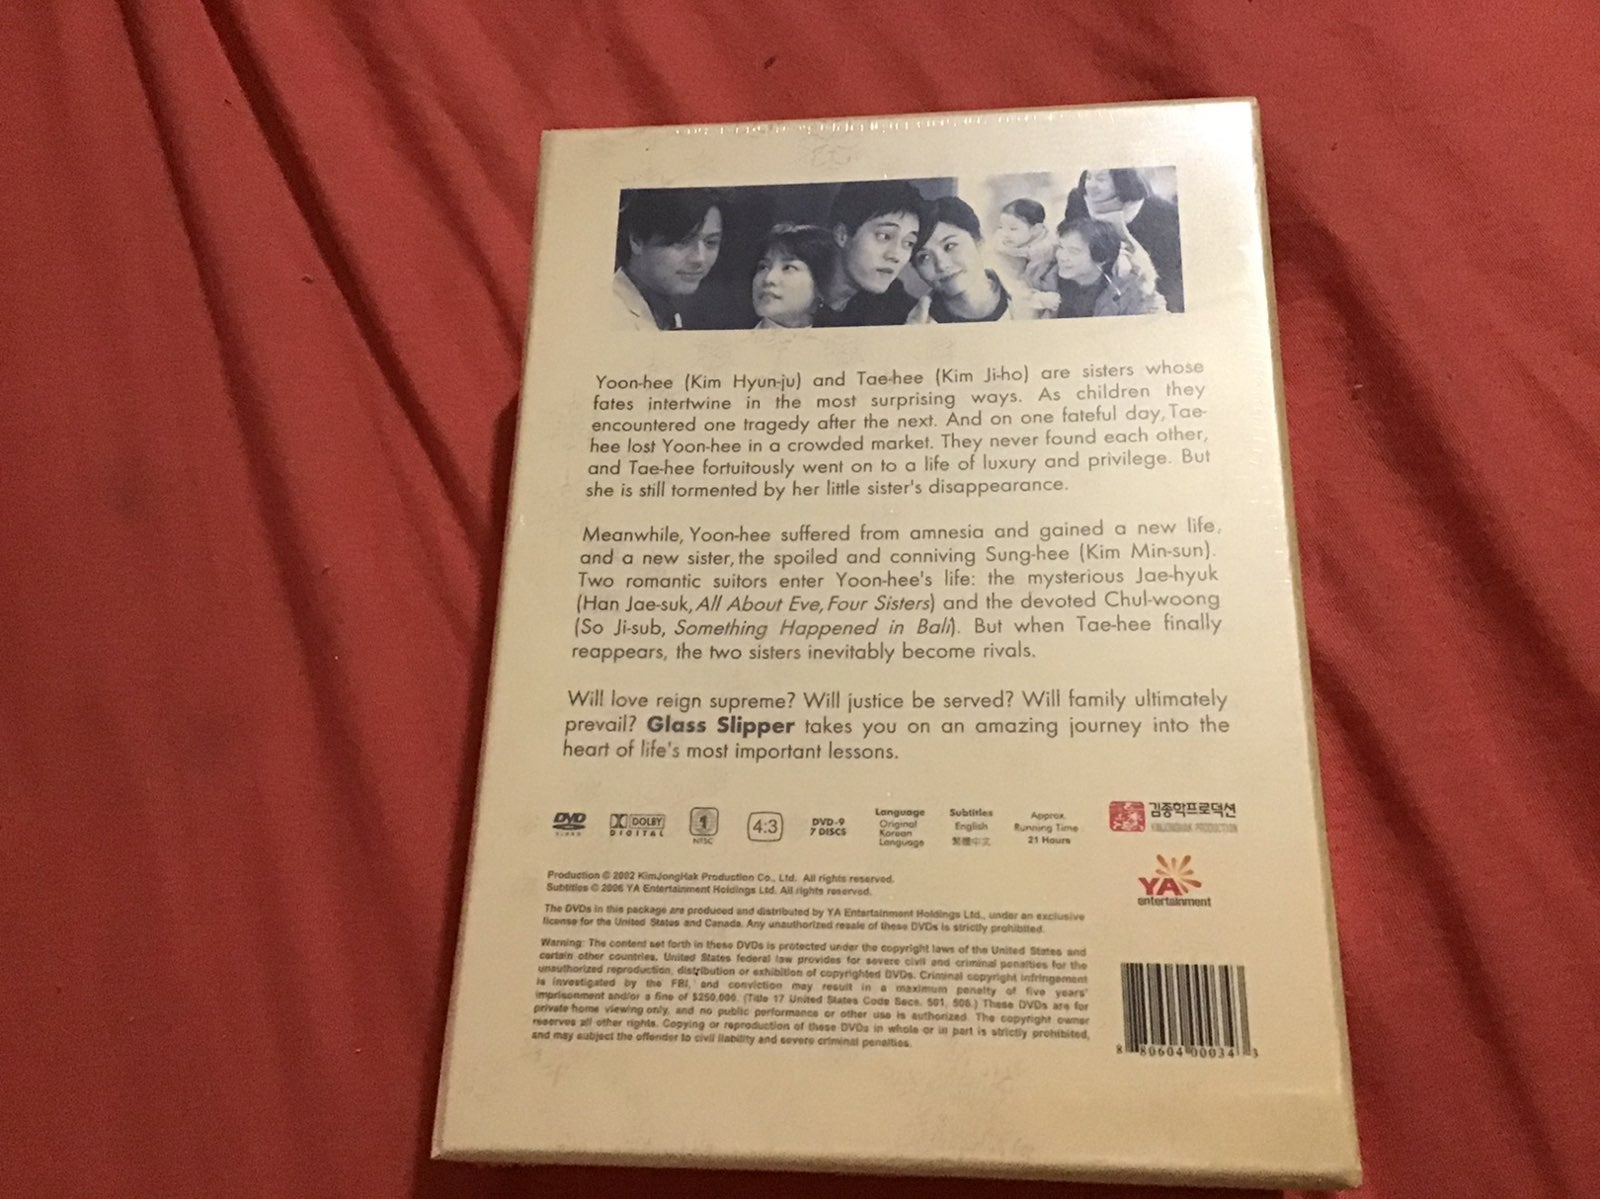 Yoon-hee (Kim Hyun-ju) and Tae-hee (Kim Ji-ho) are sisters whose
fates intertwine in the most surprising ways. As children they
encountered one tragedy after the next. And on one fateful day, Tae-
hee lost Yoon-hee in a crowded market. They never found each other,
and Tae-hee fortuitously went on to a life of luxury and privilege. But
she is still tormented by her little sister's disappearance.
Meanwhile, Yoon-hee suffered from amnesia and gained a new life,
and a new sister, the spoiled and conniving Sung-hee (Kim Min-sun).
Two romantic suitors enter Yoon-hee's life: the mysterious Jae-hyuk
(Han Jae-suk, All About Eve, Four Sisters) and the devoted Chul-woong
(So Ji-sub, Something Happened in Bali). But when Tae-hee finally
reappears, the two sisters inevitably become rivals.
Will love reign supreme? Will justice be served? Will family ultimately
prevail? Glass Slipper takes you on an amazing journey into the
heart of life's most important lessons.
DVD
VIDEO
DOLBY
DIGITAL
1
NTSC
4:3
DVD-9
7 DISCS
Language
Original
Korean
Language
Subtitles
English
繁體中文
Approx.
Running Time
21 Hours
김종학프로덕션
KIMJONGHAK PRODUCTION
YA
entertainment
Production © 2002 KimJongHak Production Co., Ltd. All rights reserved.
Subtitles © 2006 YA Entertainment Holdings Ltd. All rights reserved.
The DVDs in this package are produced and distributed by YA Entertainment Holdings Ltd., under an exclusive
license for the United States and Canada. Any unauthorized resale of these DVDs is strictly prohibited.
Warning: The content set forth in these DVDs is protected under the copyright laws of the United States and
certain other countries. United States federal law provides for severe civil and criminal penalties for the
unauthorized reproduction, distribution or exhibition of copyrighted DVDs. Criminal copyright infringement
is investigated by the FBI, and conviction may result in a maximum penalty of five years'
imprisonment and/or a fine of $250,000. (Title 17 United States Code Secs. 501, 506.) These DVDs are for
private home viewing only, and no public performance or other use is authorized. The copyright owner
reserves all other rights. Copying or reproduction of these DVDs in whole or in part is strictly prohibited,
and may subject the offender to civil liability and severe criminal penalties.
8 80604 00034 3